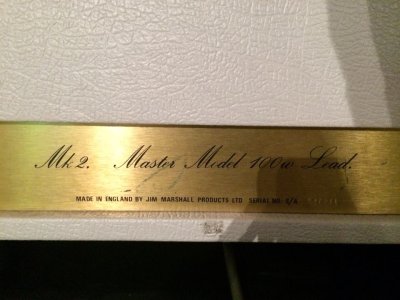 Mk2. Master Model 100w Lead.
MADE IN ENGLAND BY JIM MARSHALL PRODUCTS LTD SERIAL NO. S/A